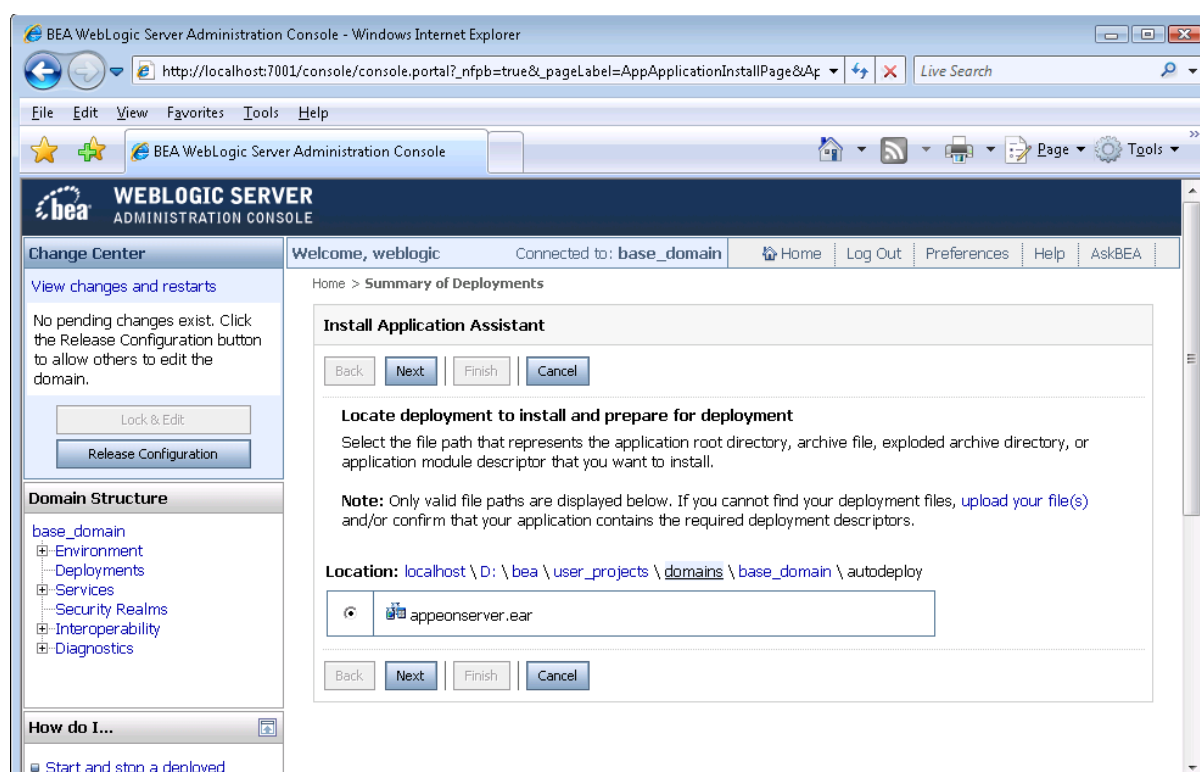 BEA WebLogic Server Administration Console - Windows Internet Explorer
http://localhost:7001/console/console.portal?_nfpb=true&_pageLabel=AppApplicationInstallPage&Ap
Live Search
File Edit View Favorites Tools Help
BEA WebLogic Server Administration Console
Page Tools
bea WEBLOGIC SERVER
ADMINISTRATION CONSOLE
Change Center
View changes and restarts
No pending changes exist. Click
the Release Configuration button
to allow others to edit the
domain.
Lock & Edit
Release Configuration
Domain Structure
base_domain
Environment
Deployments
Services
Security Realms
Interoperability
Diagnostics
How do I...
Start and stop a deployed
Welcome, weblogic Connected to: base_domain Home Log Out Preferences Help AskBEA
Home > Summary of Deployments
Install Application Assistant
Back Next Finish Cancel
Locate deployment to install and prepare for deployment
Select the file path that represents the application root directory, archive file, exploded archive directory, or
application module descriptor that you want to install.
Note: Only valid file paths are displayed below. If you cannot find your deployment files, upload your file(s)
and/or confirm that your application contains the required deployment descriptors.
Location: localhost \ D: \ bea \ user_projects \ domains \ base_domain \ autodeploy
appeonserver.ear
Back Next Finish Cancel